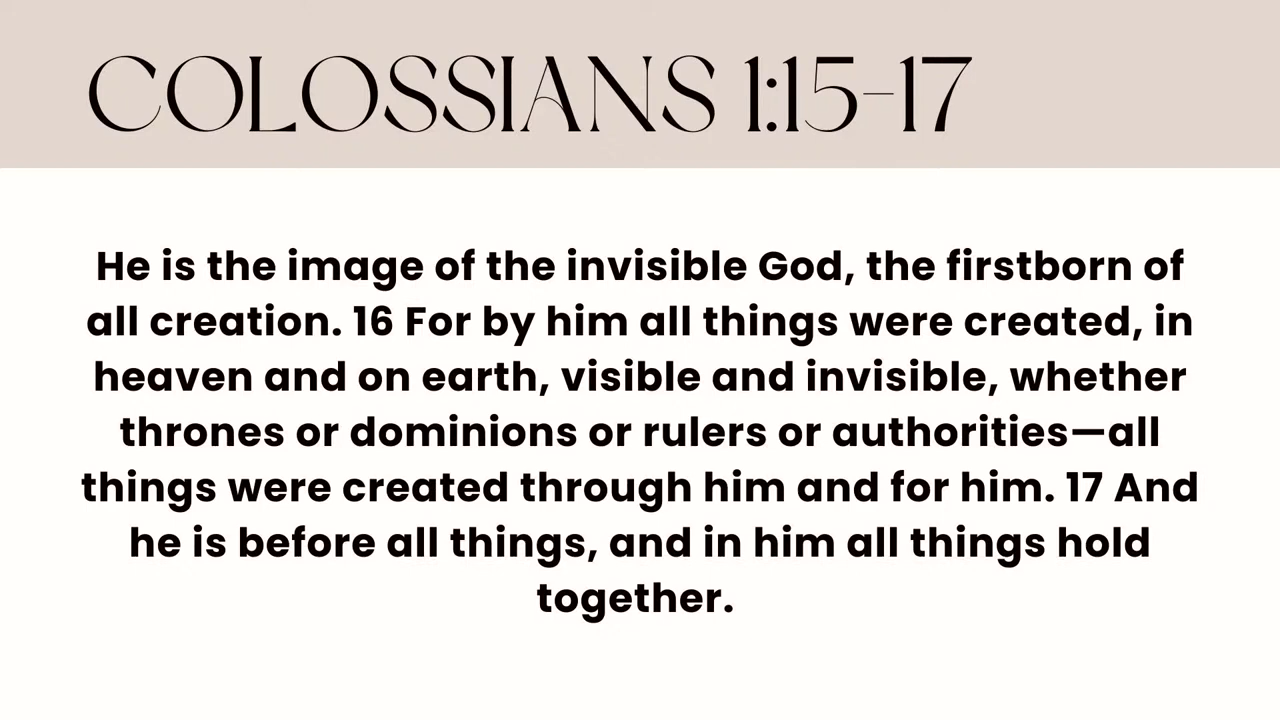 COLOSSIANS 1:15-17
He is the image of the invisible God, the firstborn of
all creation. 16 For by him all things were created, in
heaven and on earth, visible and invisible, whether
thrones or dominions or rulers or authorities—all
things were created through him and for him. 17 And
he is before all things, and in him all things hold
together.